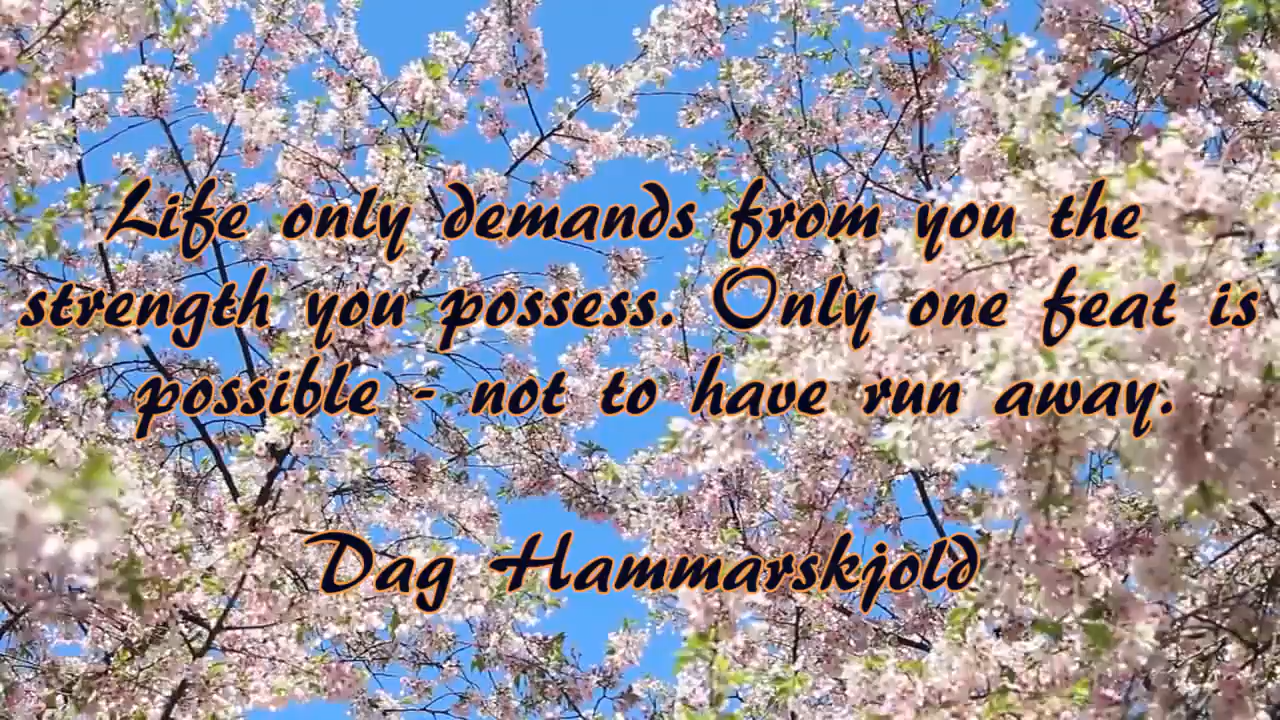 Life only demands from you the
strength you possess. Only one feat is
possible - not to have run away.
Dag Hammarskjold